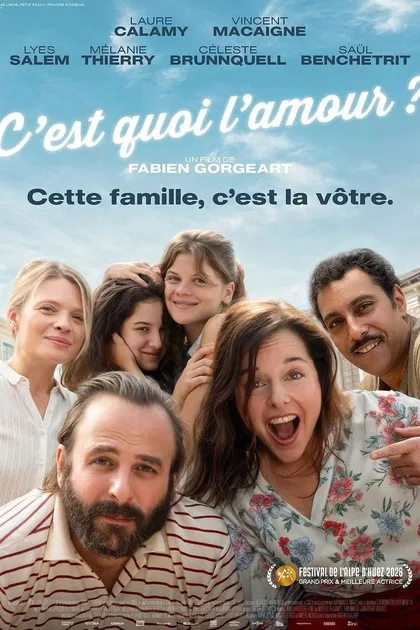 LAURE
CALAMY
VINCENT
MACAIGNE
LYES
SALEM
MÉLANIE
THIERRY
CÉLESTE
BRUNNQUELL
SAÜL
BENCHETRIT
C'est quoi l'amour ?
UN FILM DE
FABIEN GORGEART
Cette famille, c'est la vôtre.
FESTIVAL DE L'ALPE D'HUEZ 2026
GRAND PRIX & MEILLEURE ACTRICE